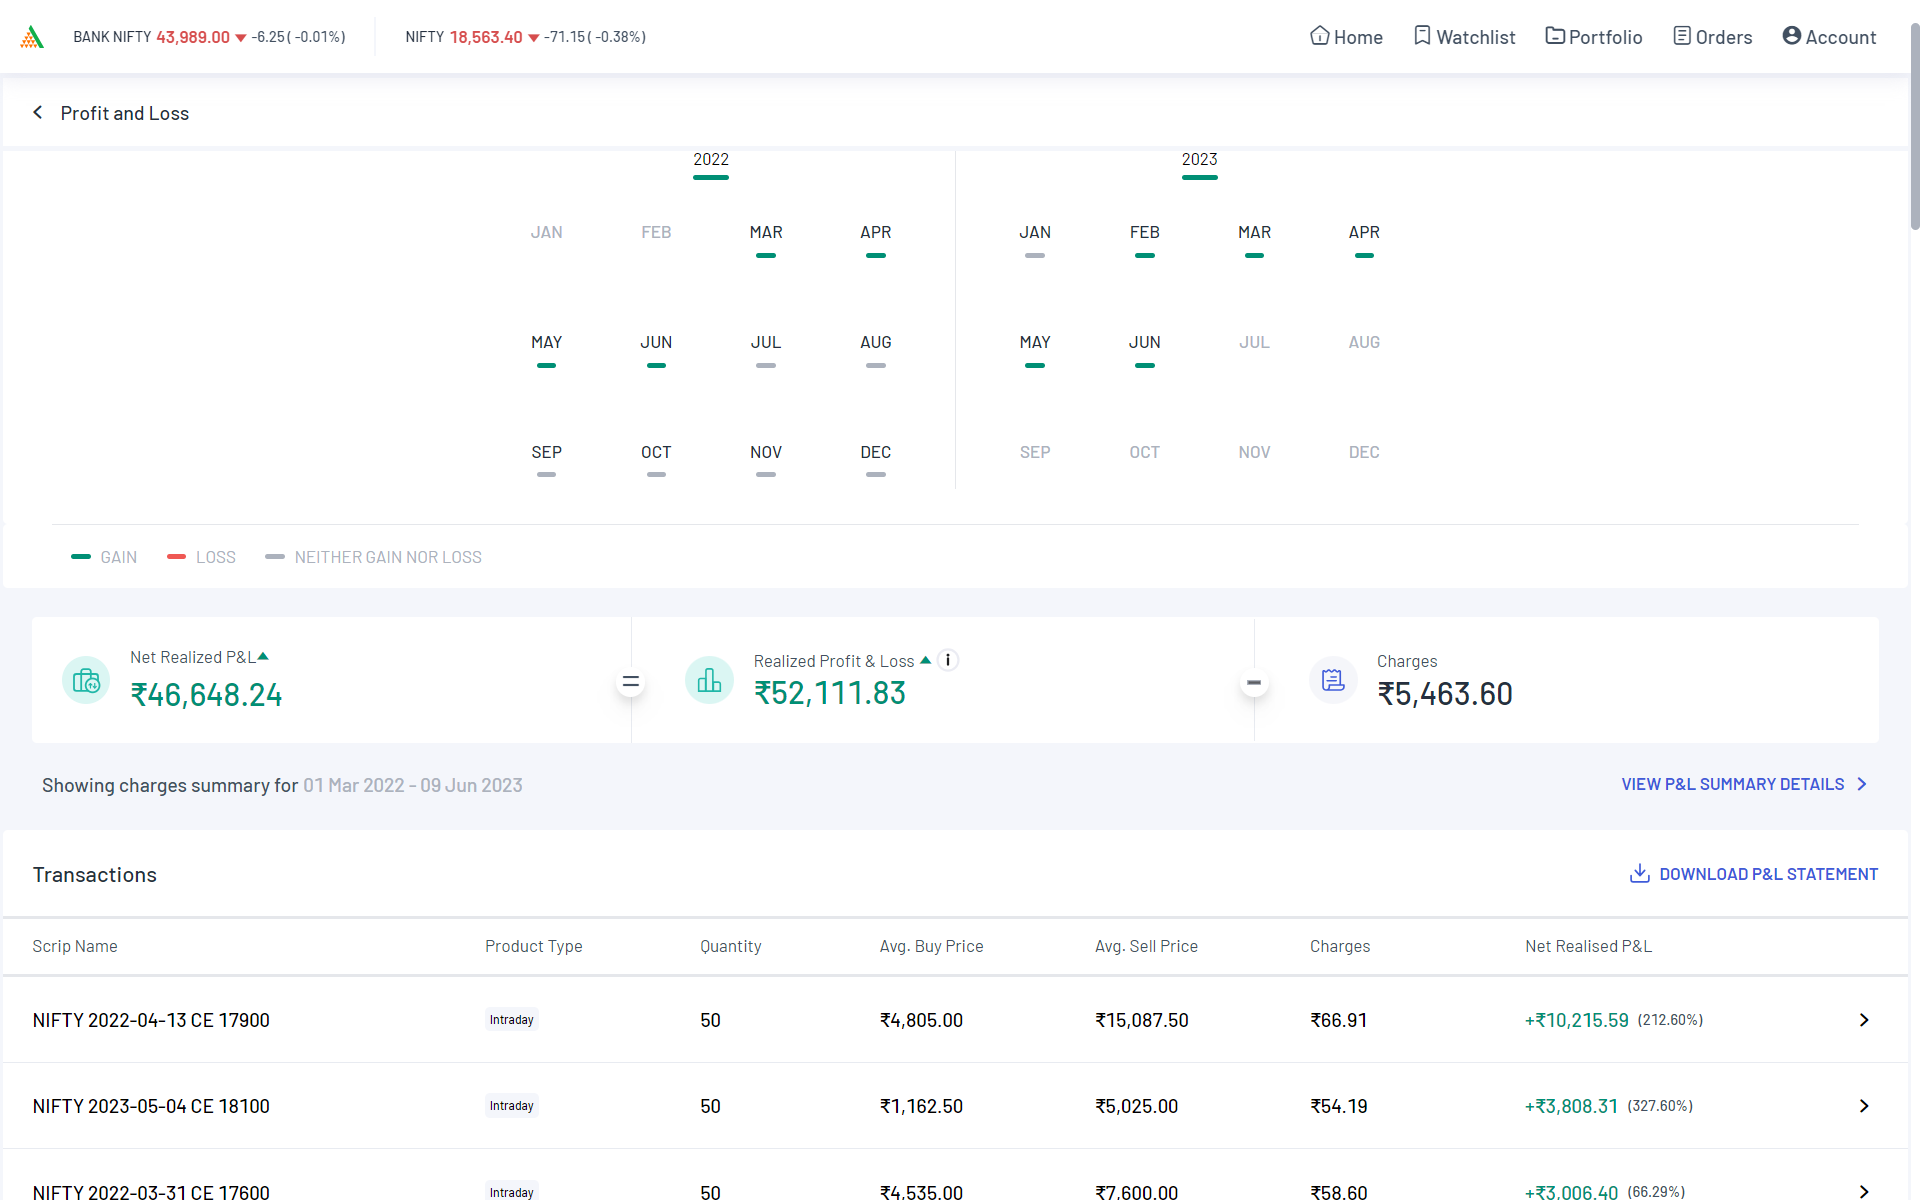 BANK NIFTY 43,989.00 -6.25 ( -0.01%) NIFTY 18,563.40 -71.15 ( -0.38%) Home Watchlist Portfolio Orders Account
Profit and Loss
2022 2023
JAN FEB MAR APR JAN FEB MAR APR
MAY JUN JUL AUG MAY JUN JUL AUG
SEP OCT NOV DEC SEP OCT NOV DEC
GAIN LOSS NEITHER GAIN NOR LOSS
Net Realized P&L Realized Profit & Loss Charges
₹46,648.24 = ₹52,111.83 - ₹5,463.60
Showing charges summary for 01 Mar 2022 - 09 Jun 2023 VIEW P&L SUMMARY DETAILS
Transactions DOWNLOAD P&L STATEMENT
Scrip Name Product Type Quantity Avg. Buy Price Avg. Sell Price Charges Net Realised P&L
NIFTY 2022-04-13 CE 17900 Intraday 50 ₹4,805.00 ₹15,087.50 ₹66.91 +₹10,215.59 (212.60%)
NIFTY 2023-05-04 CE 18100 Intraday 50 ₹1,162.50 ₹5,025.00 ₹54.19 +₹3,808.31 (327.60%)
NIFTY 2022-03-31 CE 17600 Intraday 50 ₹4,535.00 ₹7,600.00 ₹58.60 +₹3,006.40 (66.29%)